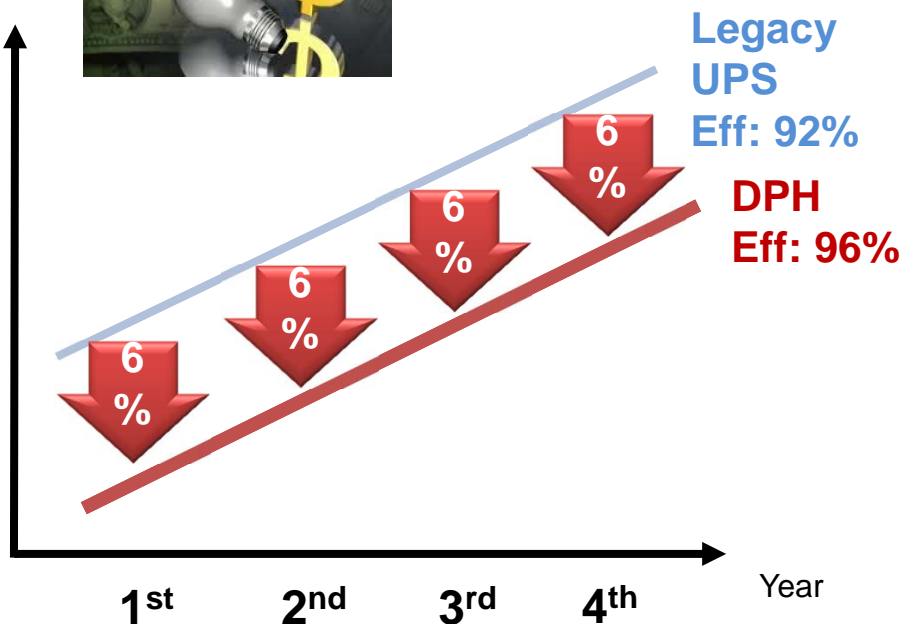 Legacy
UPS
Eff: 92%
6
%
6
%
6
%
6
%
DPH
Eff: 96%
1st 2nd 3rd 4th Year